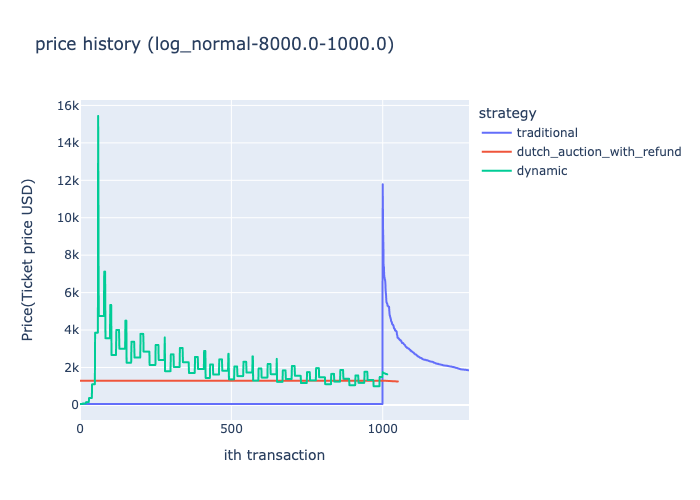 price history (log_normal-8000.0-1000.0)
strategy
traditional
dutch_auction_with_refund
dynamic
Price(Ticket price USD)
16k
14k
12k
10k
8k
6k
4k
2k
0
0
500
1000
ith transaction